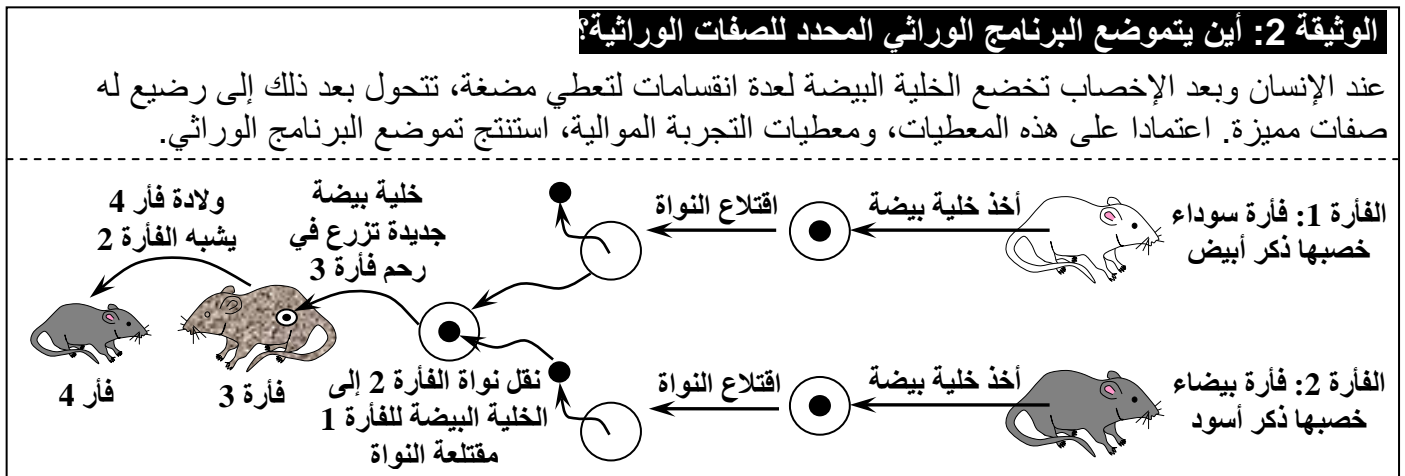 الوثيقة 2: أين يتموضع البرنامج الوراثي المحدد للصفات الوراثية؟
عند الإنسان وبعد الإخصاب تخضع الخلية البيضة لعدة انقسامات لتعطي مضغة، تتحول بعد ذلك إلى رضيع له
صفات مميزة. اعتمادا على هذه المعطيات، ومعطيات التجربة الموالية، استنتج تموضع البرنامج الوراثي.
الفأرة 1: فأرة سوداء
خصبها ذكر أبيض
أخذ خلية بيضة
اقتلاع النواة
خلية بيضة
جديدة تزرع في
رحم فأرة 3
ولادة فأر 4
يشبه الفأرة 2
الفأرة 2: فأرة بيضاء
خصبها ذكر أسود
أخذ خلية بيضة
اقتلاع النواة
نقل نواة الفأرة 2 إلى
الخلية البيضة للفأرة 1
مقتلعة النواة
فأرة 3
فأر 4